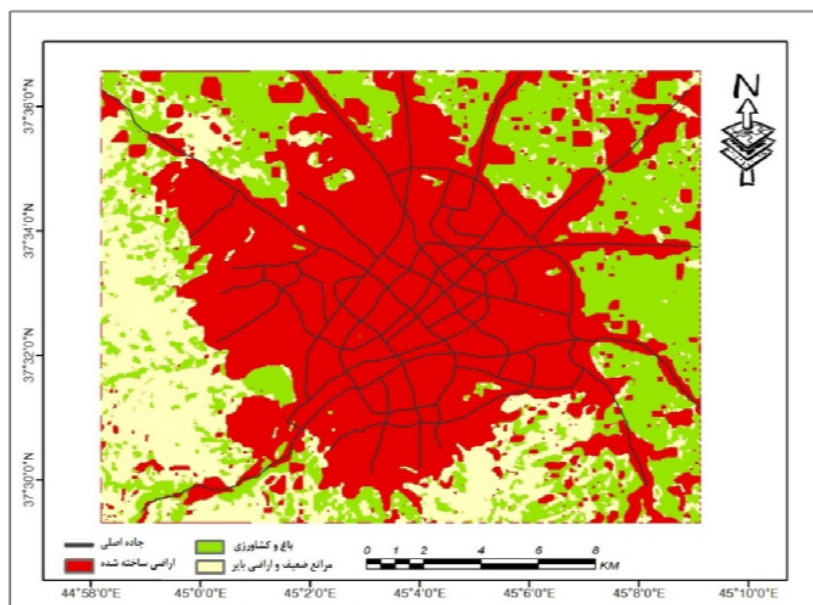 N
37°36'0"N
37°34'0"N
37°32'0"N
37°30'0"N
جاده اصلی
باغ و کشاورزی
اراضی ساخته شده
مراتع ضعیف و اراضی بایر
0 1 2 4 6 8
KM
44°58'0"E 45°0'0"E 45°2'0"E 45°4'0"E 45°6'0"E 45°8'0"E 45°10'0"E